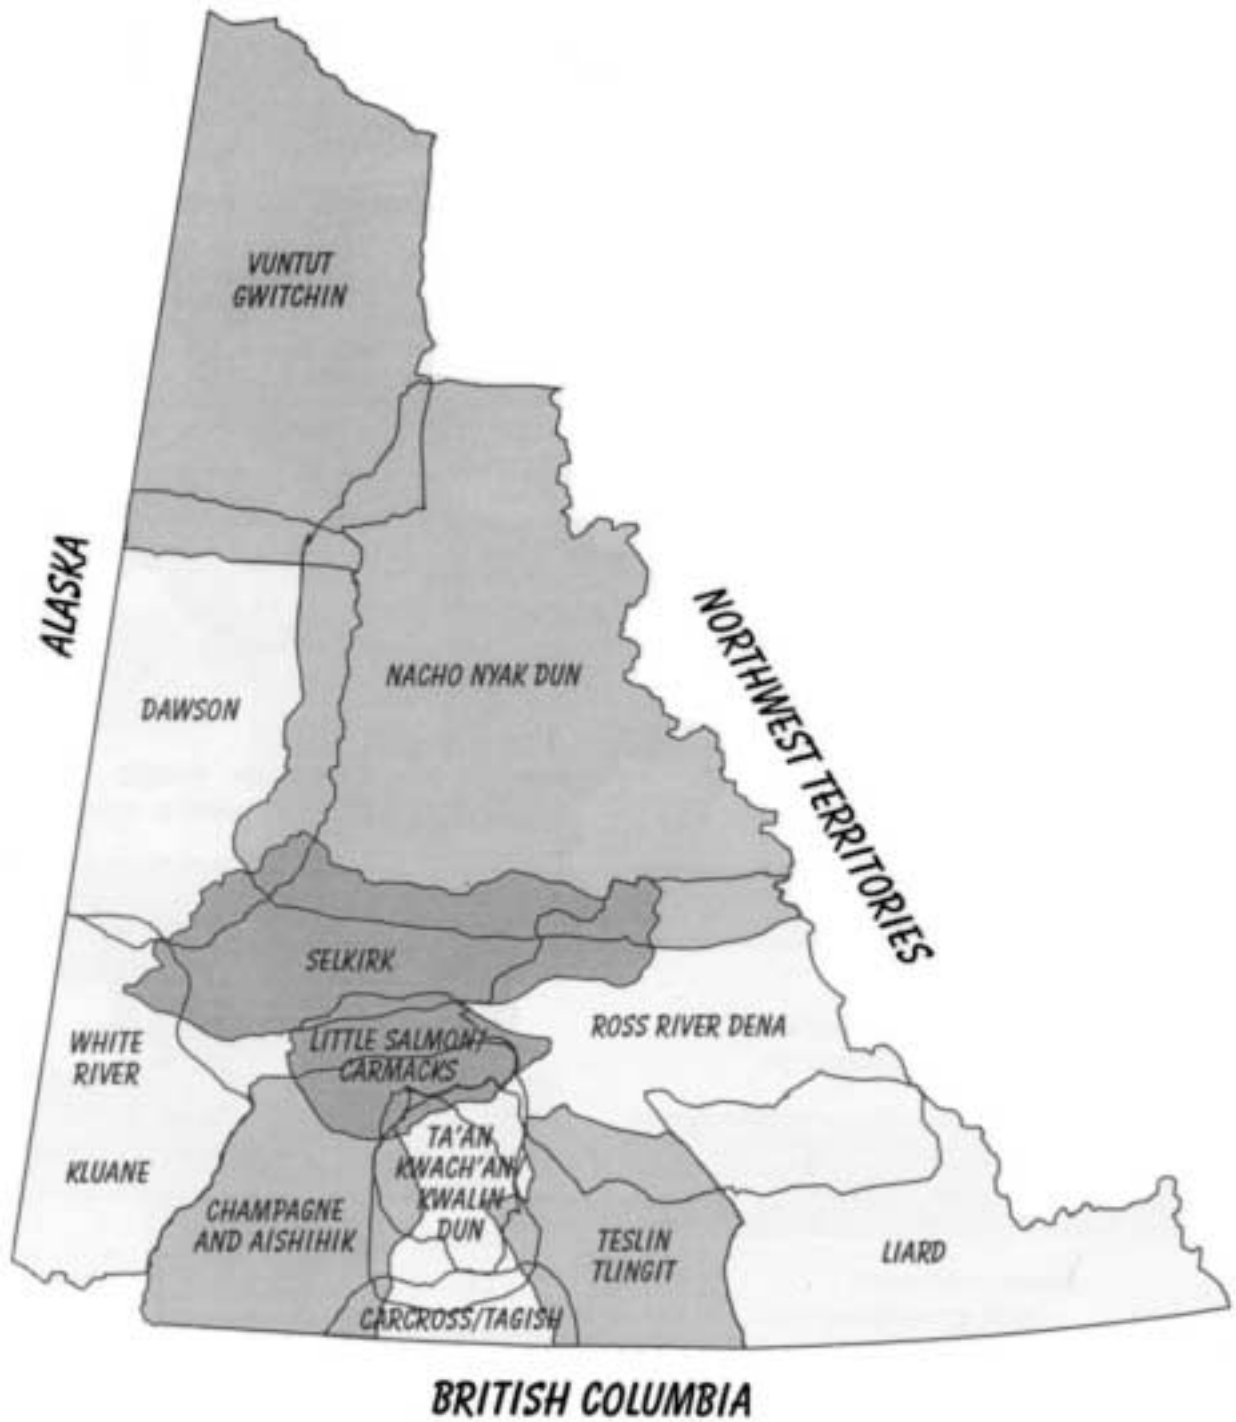 VUNTUT
GWITCHIN
ALASKA
NACHO NYAK DUN
DAWSON
NORTHWEST TERRITORIES
SELKIRK
WHITE
RIVER
LITTLE SALMON/
CARMACKS
ROSS RIVER DENA
KLUANE
TA'AN
KWACH'AN/
KWALIN
DUN
CHAMPAGNE
AND AISHIHIK
TESLIN
TLINGIT
LIARD
CARCROSS/TAGISH
BRITISH COLUMBIA